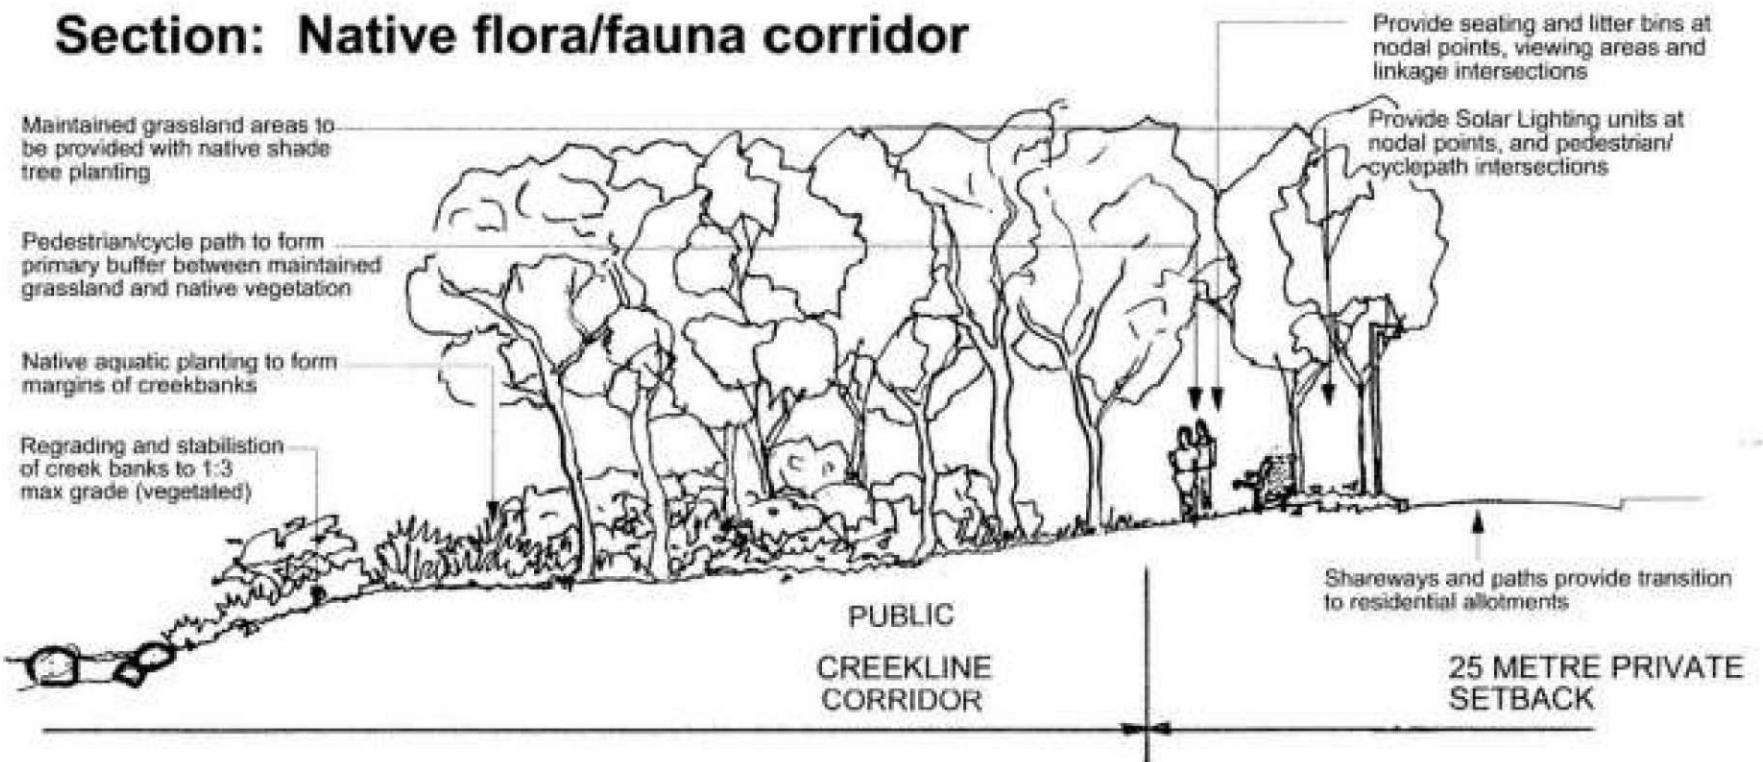 Section: Native flora/fauna corridor
Provide seating and litter bins at
nodal points, viewing areas and
linkage intersections
Maintained grassland areas to
be provided with native shade
tree planting
Provide Solar Lighting units at
nodal points, and pedestrian/
cyclepath intersections
Pedestrian/cycle path to form
primary buffer between maintained
grassland and native vegetation
Native aquatic planting to form
margins of creekbanks
Regrading and stabilistion
of creek banks to 1:3
max grade (vegetated)
Shareways and paths provide transition
to residential allotments
PUBLIC
CREEKLINE
CORRIDOR
25 METRE PRIVATE
SETBACK